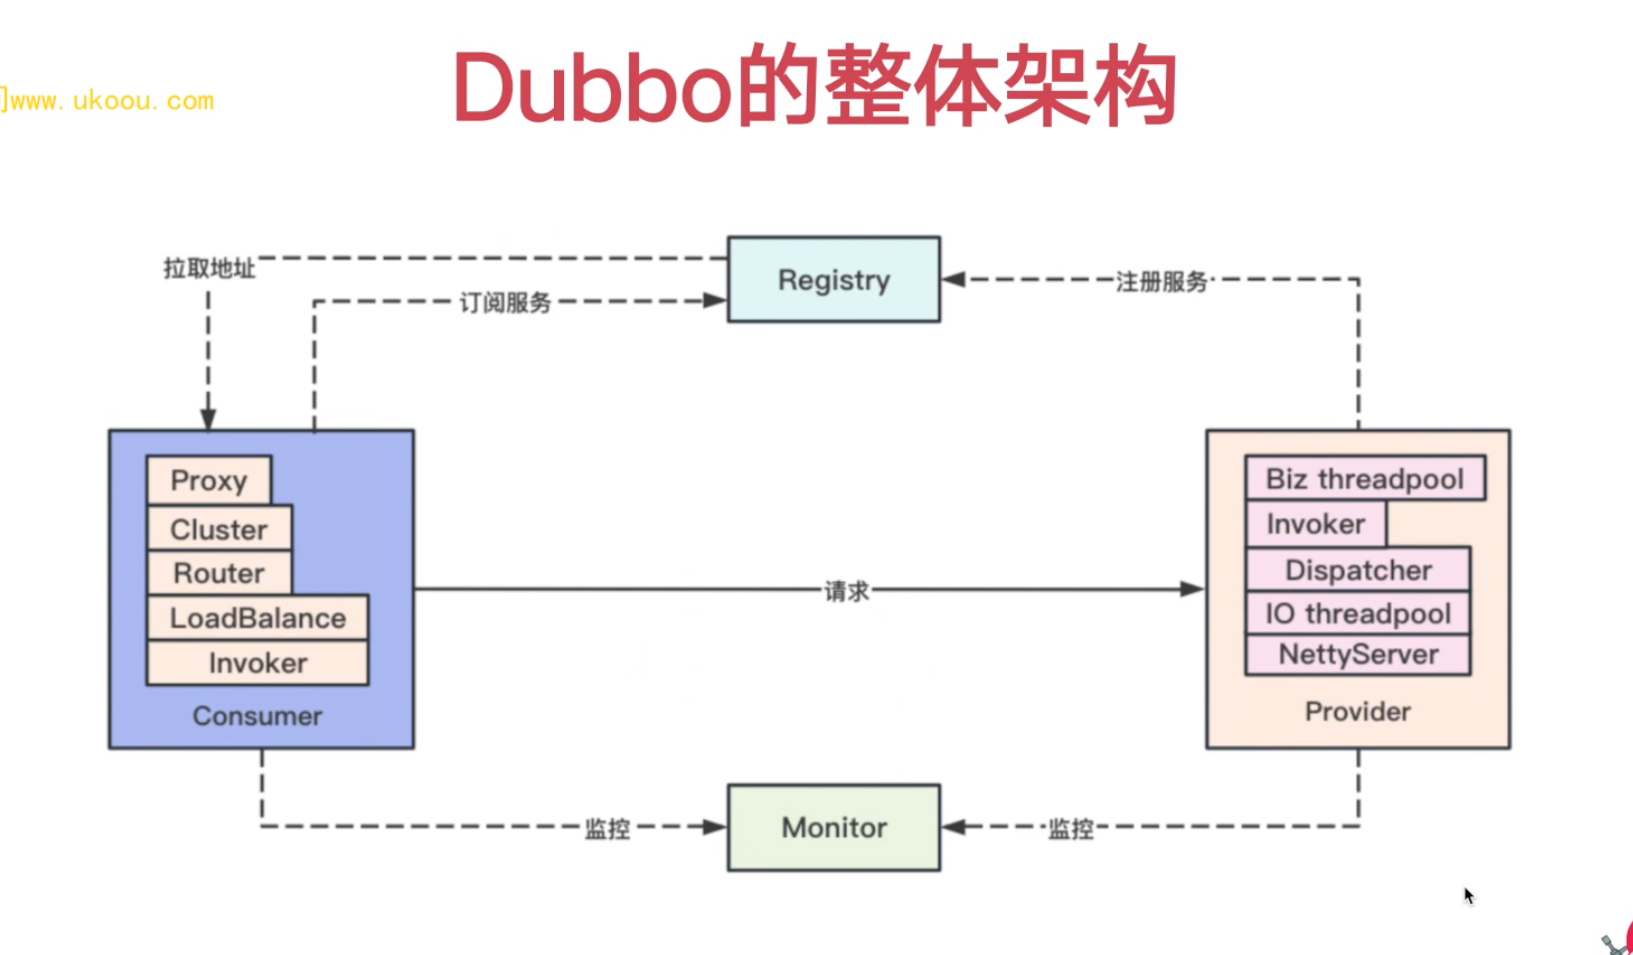 Dubbo的整体架构
www.ukoou.com
Registry
拉取地址
订阅服务
注册服务
Proxy
Cluster
Router
LoadBalance
Invoker
Consumer
请求
Biz threadpool
Invoker
Dispatcher
IO threadpool
NettyServer
Provider
监控
Monitor
监控